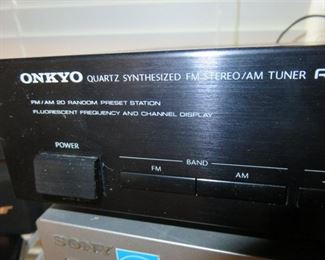 ONKYO QUARTZ SYNTHESIZED FM STEREO/AM TUNER R
FM/AM 20 RANDOM PRESET STATION
FLUORESCENT FREQUENCY AND CHANNEL DISPLAY
POWER
BAND
FM AM
SONY